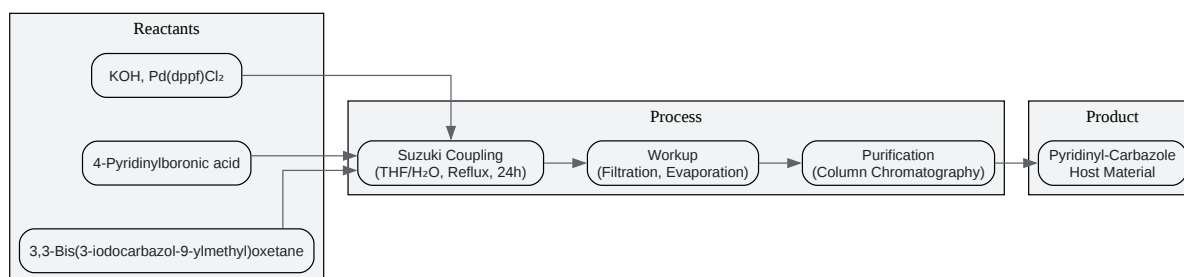 Reactants
KOH, Pd(dppf)Cl₂
4-Pyridinylboronic acid
3,3-Bis(3-iodocarbazol-9-ylmethyl)oxetane
Process
Suzuki Coupling
(THF/H₂O, Reflux, 24h)
Workup
(Filtration, Evaporation)
Purification
(Column Chromatography)
Product
Pyridinyl-Carbazole
Host Material